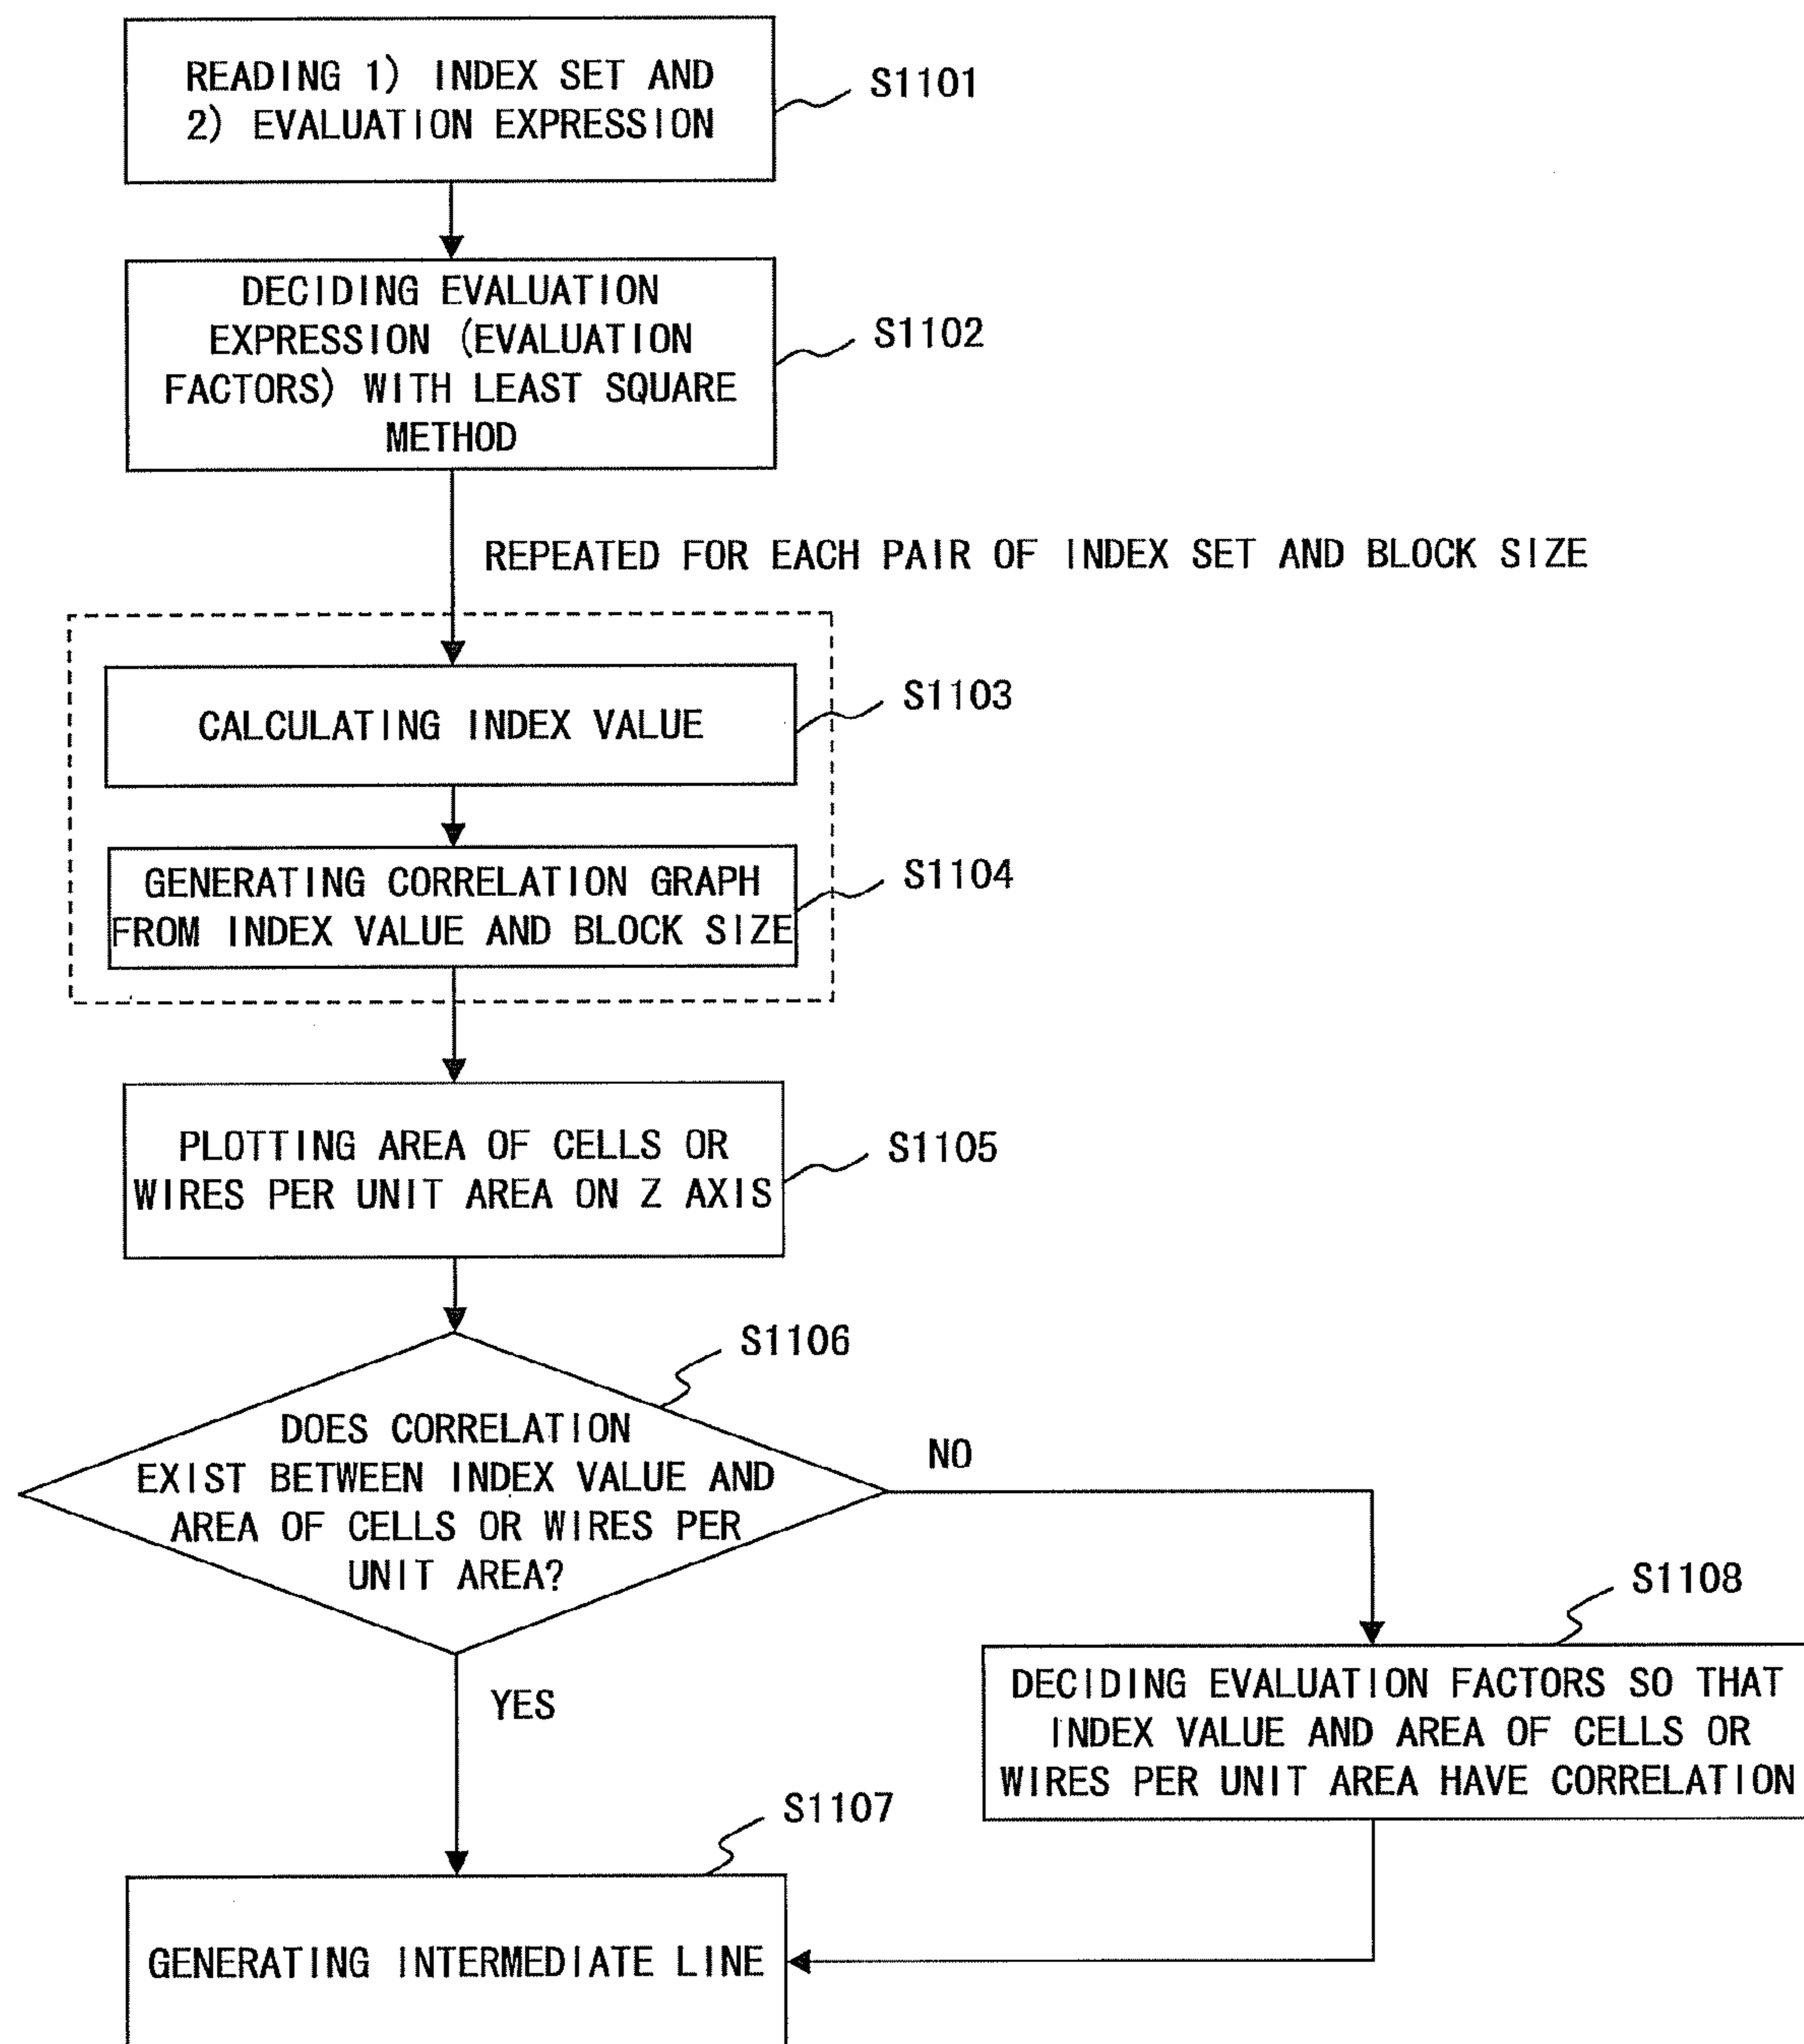 READING 1) INDEX SET AND
2) EVALUATION EXPRESSION
S1101
DECIDING EVALUATION
EXPRESSION (EVALUATION
FACTORS) WITH LEAST SQUARE
METHOD
S1102
REPEATED FOR EACH PAIR OF INDEX SET AND BLOCK SIZE
CALCULATING INDEX VALUE
S1103
GENERATING CORRELATION GRAPH
FROM INDEX VALUE AND BLOCK SIZE
S1104
PLOTTING AREA OF CELLS OR
WIRES PER UNIT AREA ON Z AXIS
S1105
S1106
DOES CORRELATION
EXIST BETWEEN INDEX VALUE AND
AREA OF CELLS OR WIRES PER
UNIT AREA?
NO
YES
S1108
DECIDING EVALUATION FACTORS SO THAT
INDEX VALUE AND AREA OF CELLS OR
WIRES PER UNIT AREA HAVE CORRELATION
S1107
GENERATING INTERMEDIATE LINE